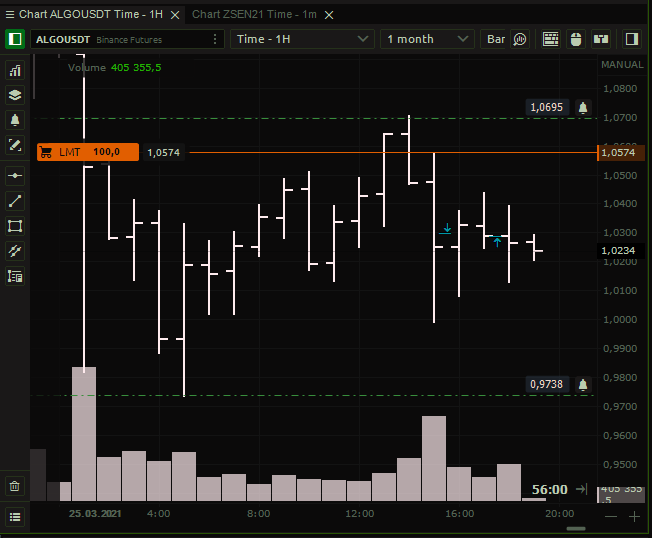 Chart ALGOUSDT Time - 1H
Chart ZSEN21 Time - 1m
ALGOUSDT Binance Futures
Time - 1H
1 month
Bar
Volume 405 355,5
MANUAL
1,0800
1,0695
1,0700
LMT 100,0 1,0574
1,0574
1,0500
1,0400
1,0300
1,0234
1,0200
1,0100
1,0000
0,9900
0,9800
0,9738
0,9700
0,9600
0,9500
56:00
405 355
,5
25.03.2021 4:00 8:00 12:00 16:00 20:00